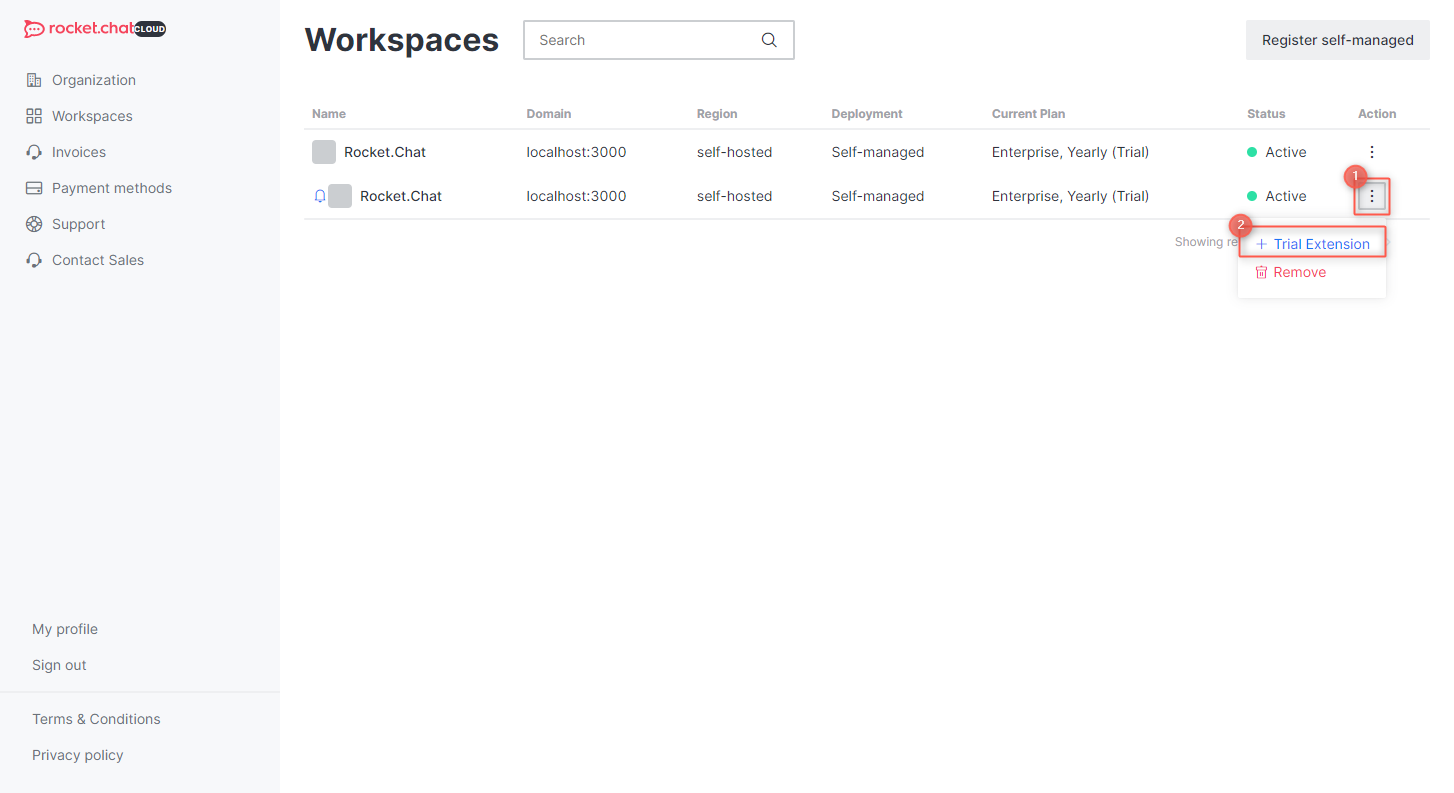 rocket.chat CLOUD
Organization
Workspaces
Invoices
Payment methods
Support
Contact Sales
My profile
Sign out
Terms & Conditions
Privacy policy
Workspaces
Search
Register self-managed
Name Domain Region Deployment Current Plan Status Action
Rocket.Chat localhost:3000 self-hosted Self-managed Enterprise, Yearly (Trial) Active
1
Rocket.Chat localhost:3000 self-hosted Self-managed Enterprise, Yearly (Trial) Active
2
Showing re
+ Trial Extension
Remove